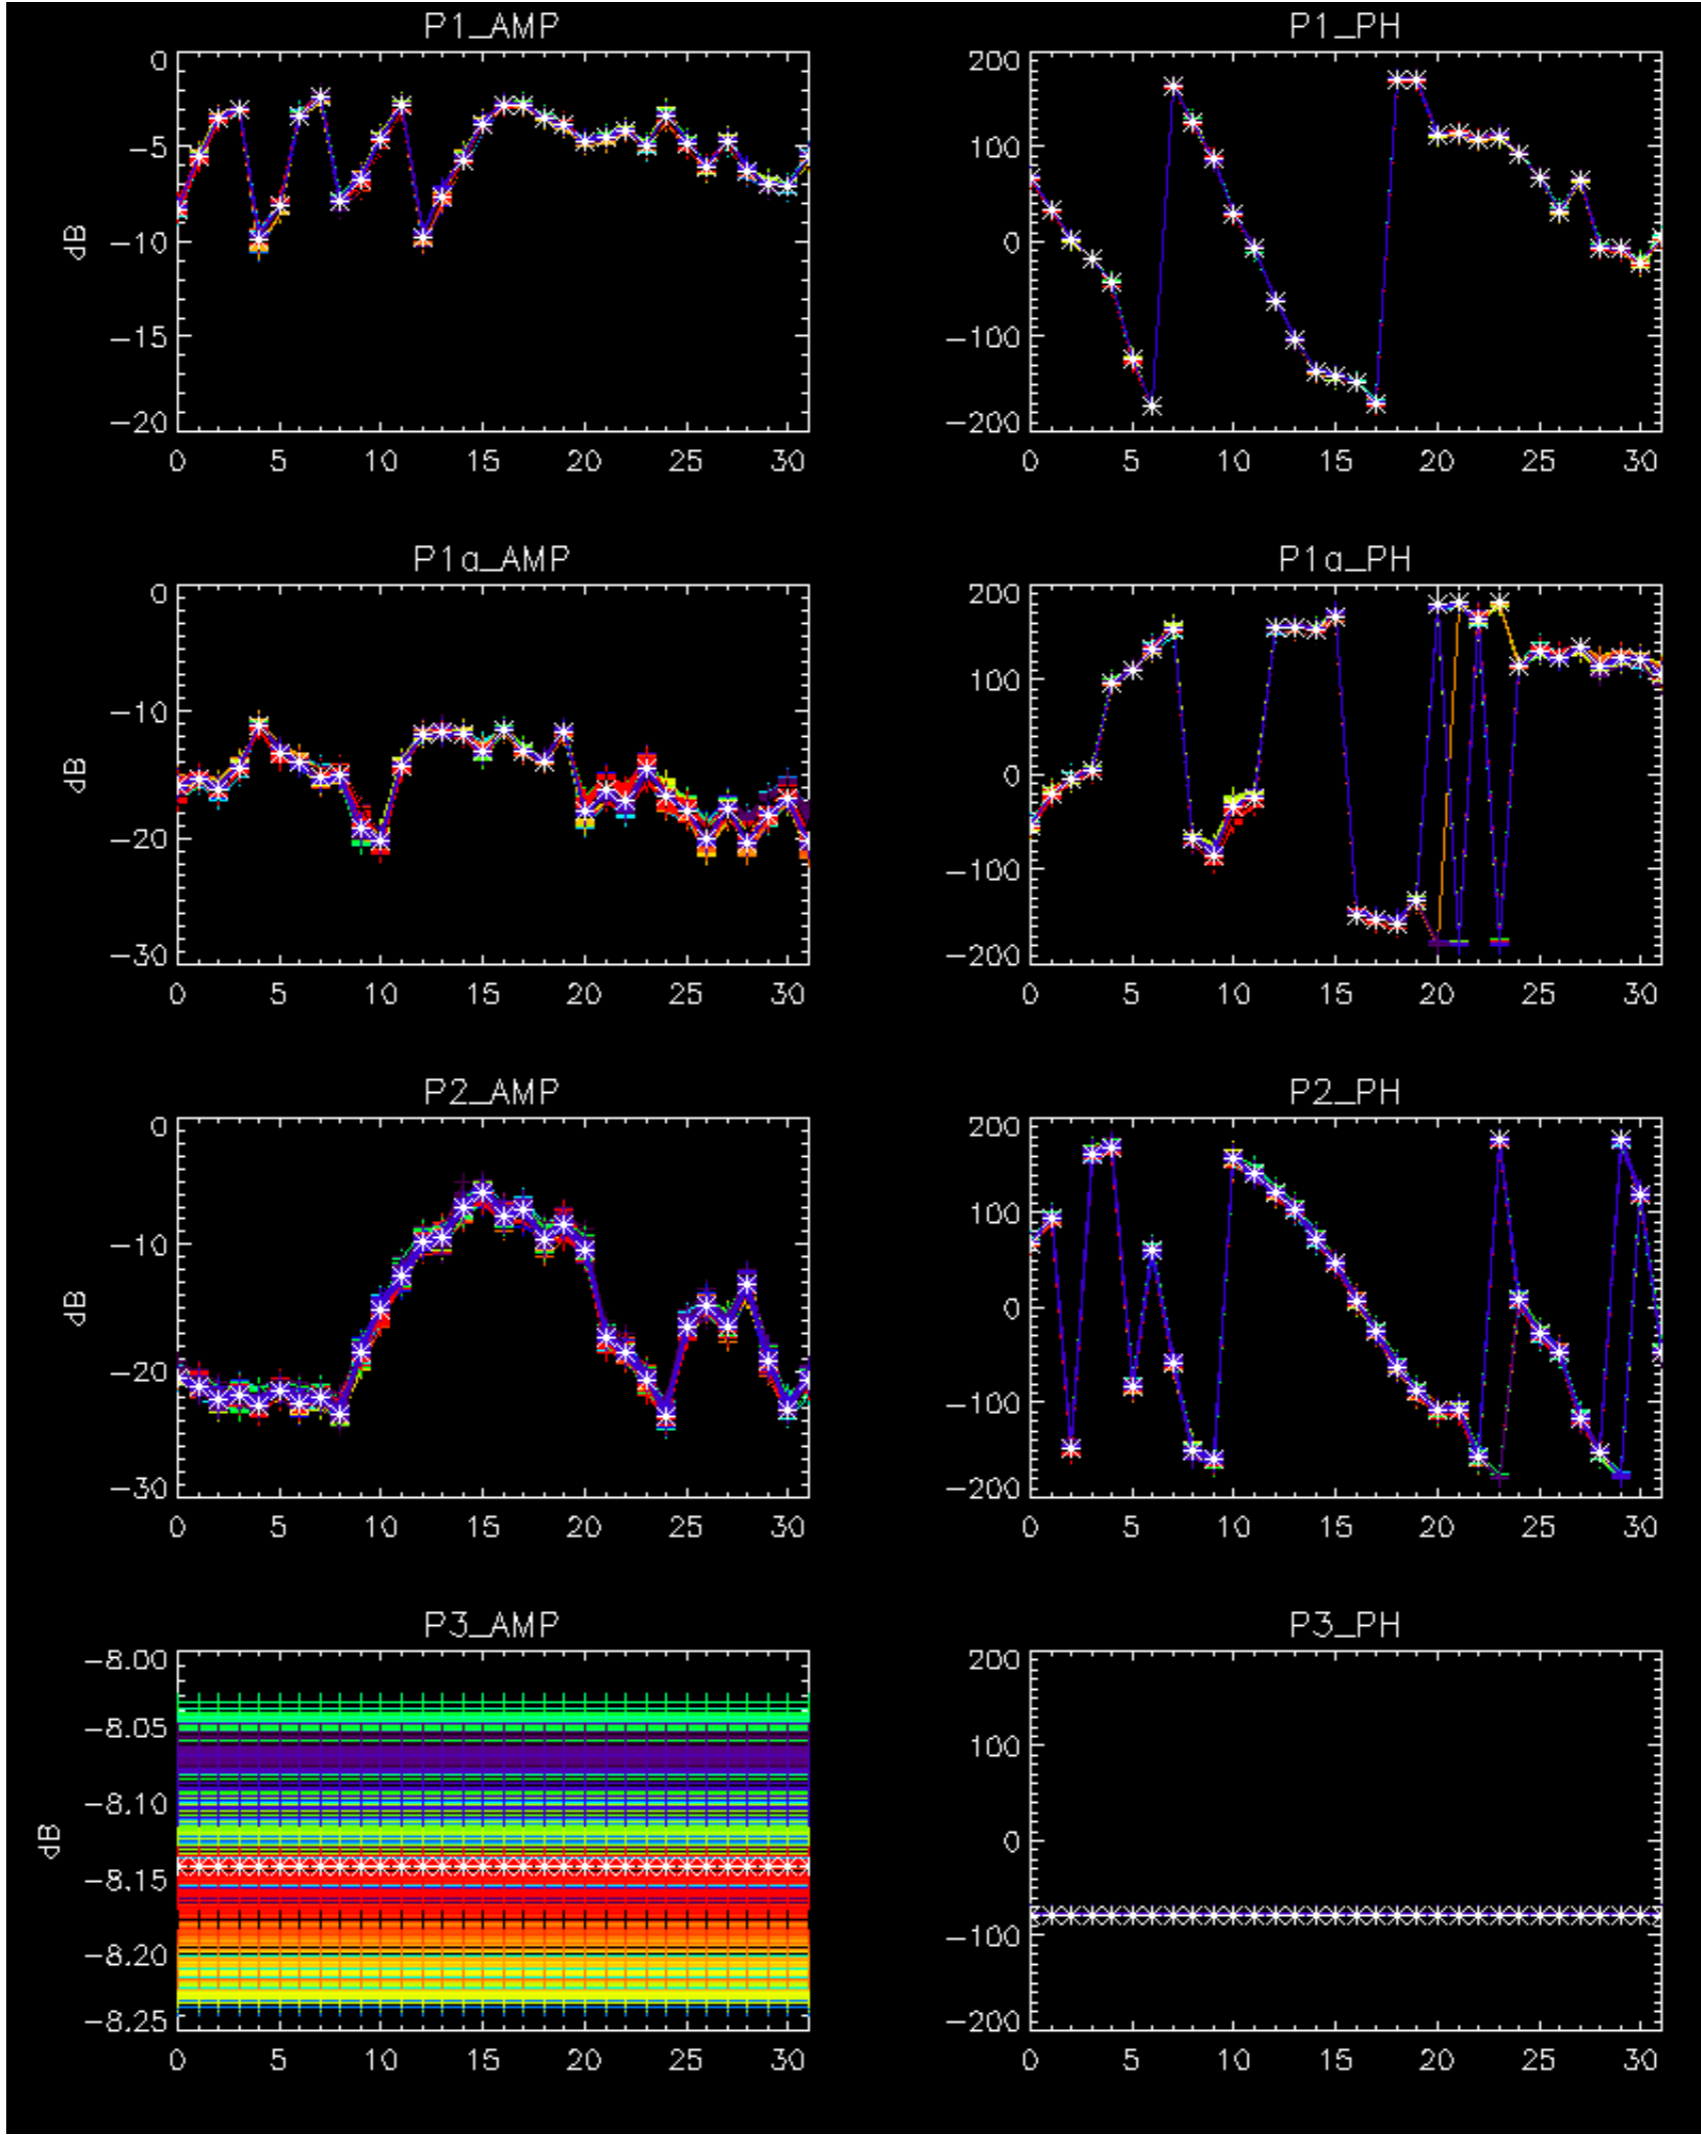 P1_AMP P1_PH
0 200
-5 100
dB -10 0
-15 -100
-20 -200
0 5 10 15 20 25 30 0 5 10 15 20 25 30
P1a_AMP P1a_PH
0 200
-10 100
dB 0
-20 -100
-30 -200
0 5 10 15 20 25 30 0 5 10 15 20 25 30
P2_AMP P2_PH
0 200
-10 100
dB 0
-20 -100
-30 -200
0 5 10 15 20 25 30 0 5 10 15 20 25 30
P3_AMP P3_PH
-8.00 200
-8.05 100
-8.10 0
dB
-8.15 -100
-8.20
-8.25 -200
0 5 10 15 20 25 30 0 5 10 15 20 25 30